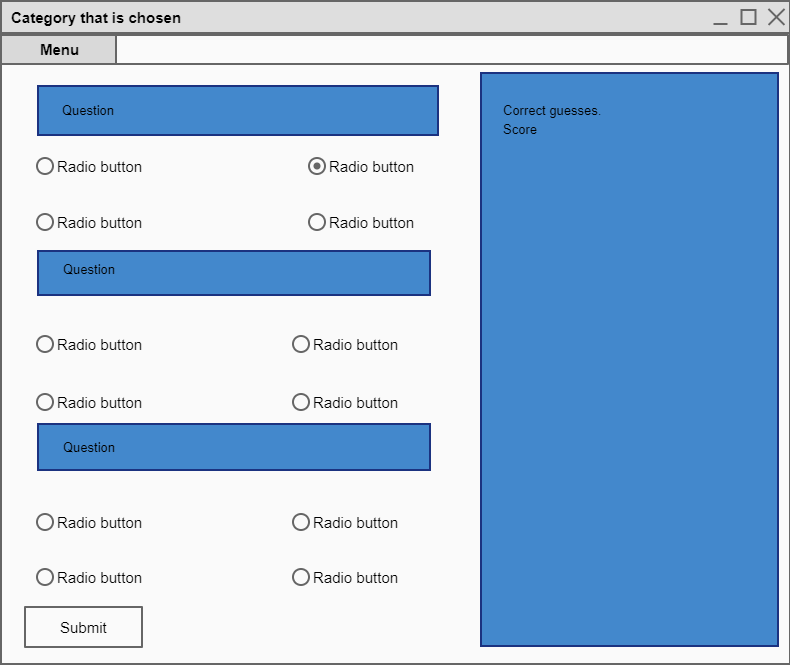 Category that is chosen
Menu
Question
Radio button Radio button
Radio button Radio button
Question
Radio button Radio button
Radio button Radio button
Question
Radio button Radio button
Radio button Radio button
Submit
Correct guesses.
Score